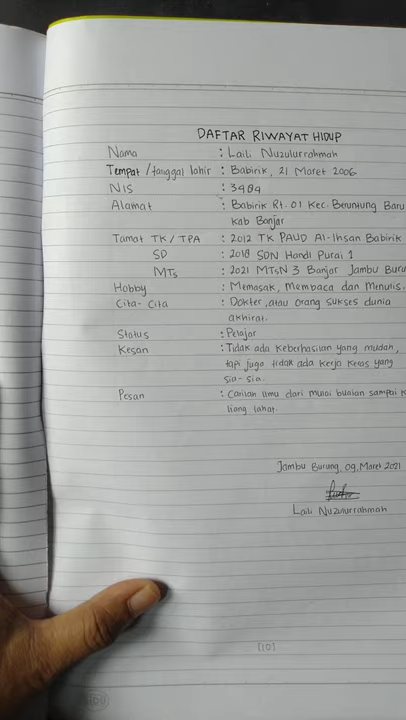 DAFTAR RIWAYAT HIDUP
Nama : Laili Nuzulurrahmah
Tempat / tanggal lahir : Babirik, 21 Maret 2006
NIS : 3484
Alamat : Babirik Rt. 01 Kec. Beruntung Baru
Kab Banjar
Tamat TK / TPA : 2012 TK PAUD Al-Ihsan Babirik
SD : 2018 SDN Handil Purai 1
MTs : 2021 MTsN 3 Banjar Jambu Buru
Hobby : Memasak, Membaca dan Menulis.
Cita-Cita : Dokter, atau orang sukses dunia
akhirat.
Status : Pelajar
Kesan : Tidak ada keberhasilan yang mudah,
tapi juga tidak ada kerja keras yang
sia-sia.
Pesan : Carilah ilmu dari mulai buaian sampai k
liang lahat.
Jambu Burung, 09, Maret 2021
Laili Nuzulurrahmah